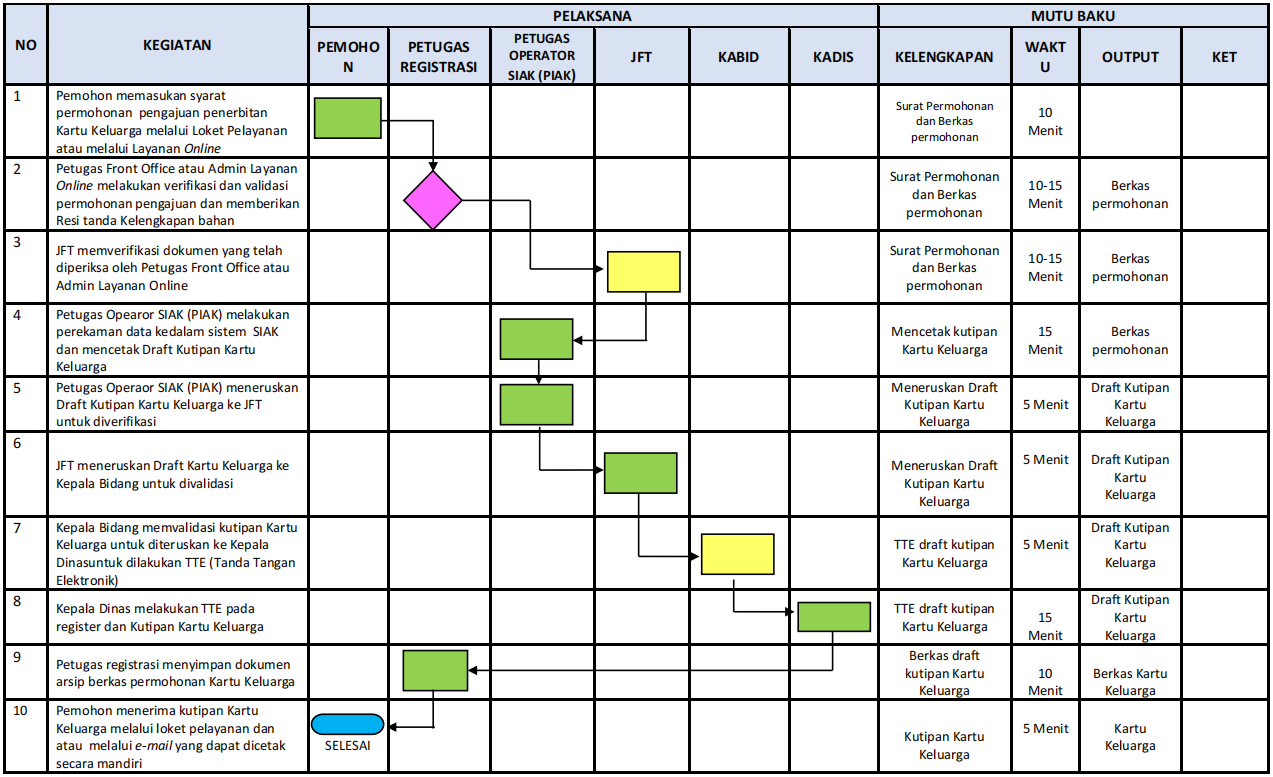 NO
KEGIATAN
PELAKSANA
MUTU BAKU
PEMOHO
N
PETUGAS
REGISTRASI
PETUGAS
OPERATOR
SIAK (PIAK)
JFT
KABID
KADIS
KELENGKAPAN
WAKT
U
OUTPUT
KET
1
Pemohon memasukan syarat
permohonan pengajuan penerbitan
Kartu Keluarga melalui Loket Pelayanan
atau melalui Layanan Online
Surat Permohonan
dan Berkas
permohonan
10
Menit
2
Petugas Front Office atau Admin Layanan
Online melakukan verifikasi dan validasi
permohonan pengajuan dan memberikan
Resi tanda Kelengkapan bahan
Surat Permohonan
dan Berkas
permohonan
10-15
Menit
Berkas
permohonan
3
JFT memverifikasi dokumen yang telah
diperiksa oleh Petugas Front Office atau
Admin Layanan Online
Surat Permohonan
dan Berkas
permohonan
10-15
Menit
Berkas
permohonan
4
Petugas Opearor SIAK (PIAK) melakukan
perekaman data kedalam sistem SIAK
dan mencetak Draft Kutipan Kartu
Keluarga
Mencetak kutipan
Kartu Keluarga
15
Menit
Berkas
permohonan
5
Petugas Operaor SIAK (PIAK) meneruskan
Draft Kutipan Kartu Keluarga ke JFT
untuk diverifikasi
Meneruskan Draft
Kutipan Kartu
Keluarga
5 Menit
Draft Kutipan
Kartu
Keluarga
6
JFT meneruskan Draft Kartu Keluarga ke
Kepala Bidang untuk divalidasi
Meneruskan Draft
Kutipan Kartu
Keluarga
5 Menit
Draft Kutipan
Kartu
Keluarga
7
Kepala Bidang memvalidasi kutipan Kartu
Keluarga untuk diteruskan ke Kepala
Dinasuntuk dilakukan TTE (Tanda Tangan
Elektronik)
TTE draft kutipan
Kartu Keluarga
5 Menit
Draft Kutipan
Kartu
Keluarga
8
Kepala Dinas melakukan TTE pada
register dan Kutipan Kartu Keluarga
TTE draft kutipan
Kartu Keluarga
15
Menit
Draft Kutipan
Kartu
Keluarga
9
Petugas registrasi menyimpan dokumen
arsip berkas permohonan Kartu Keluarga
Berkas draft
kutipan Kartu
Keluarga
10
Menit
Berkas Kartu
Keluarga
10
Pemohon menerima kutipan Kartu
Keluarga melalui loket pelayanan dan
atau melalui e-mail yang dapat dicetak
secara mandiri
SELESAI
Kutipan Kartu
Keluarga
5 Menit
Kartu
Keluarga